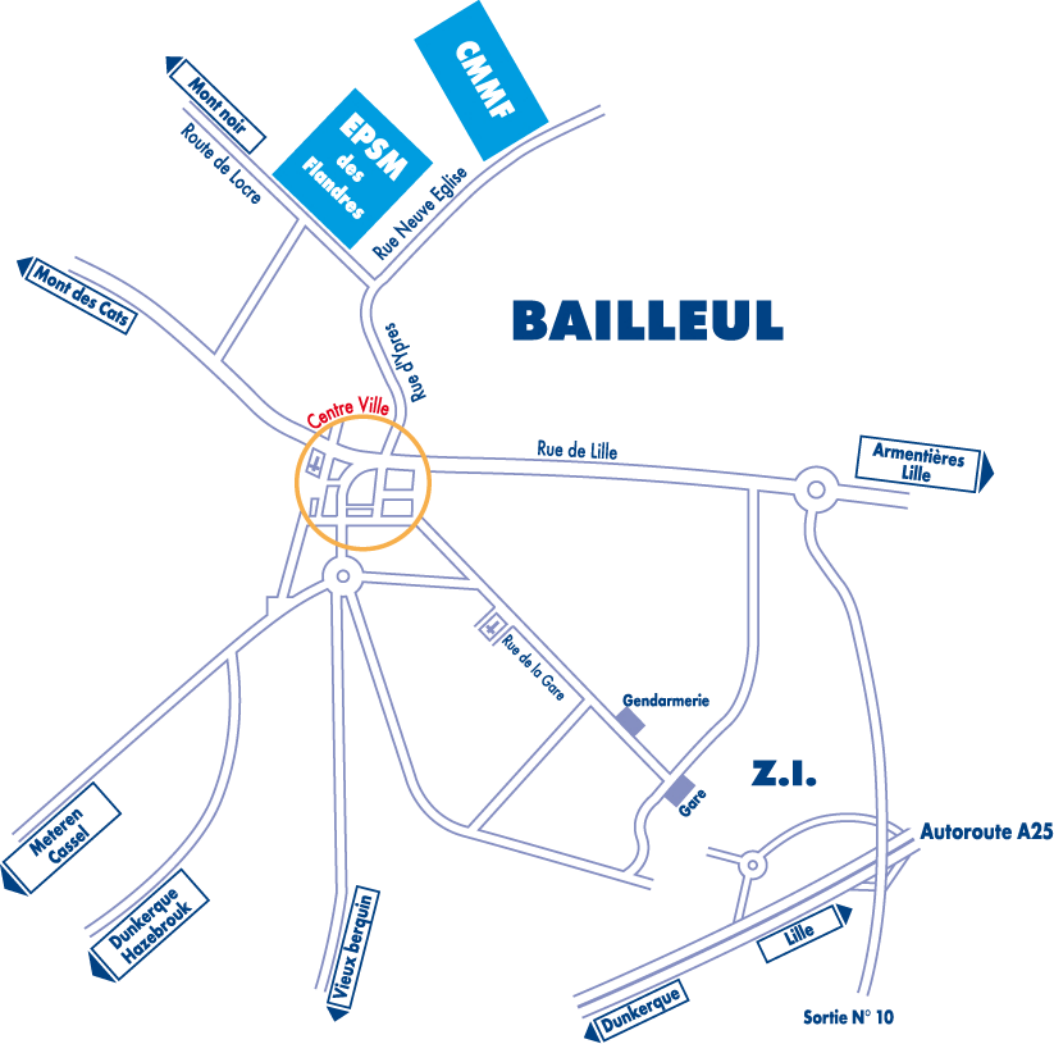 CMMF
Mont noir
EPSM
des
Flandres
Route de Locre
Rue Neuve Eglise
Mont des Cats
BAILLEUL
Rue d'Ypres
Centre Ville
Rue de Lille
Armentières
Lille
Rue de la Gare
Gendarmerie
Z.I.
Gare
Autoroute A25
Meteren
Cassel
Dunkerque
Hazebrouk
Vieux berquin
Lille
Dunkerque
Sortie N° 10